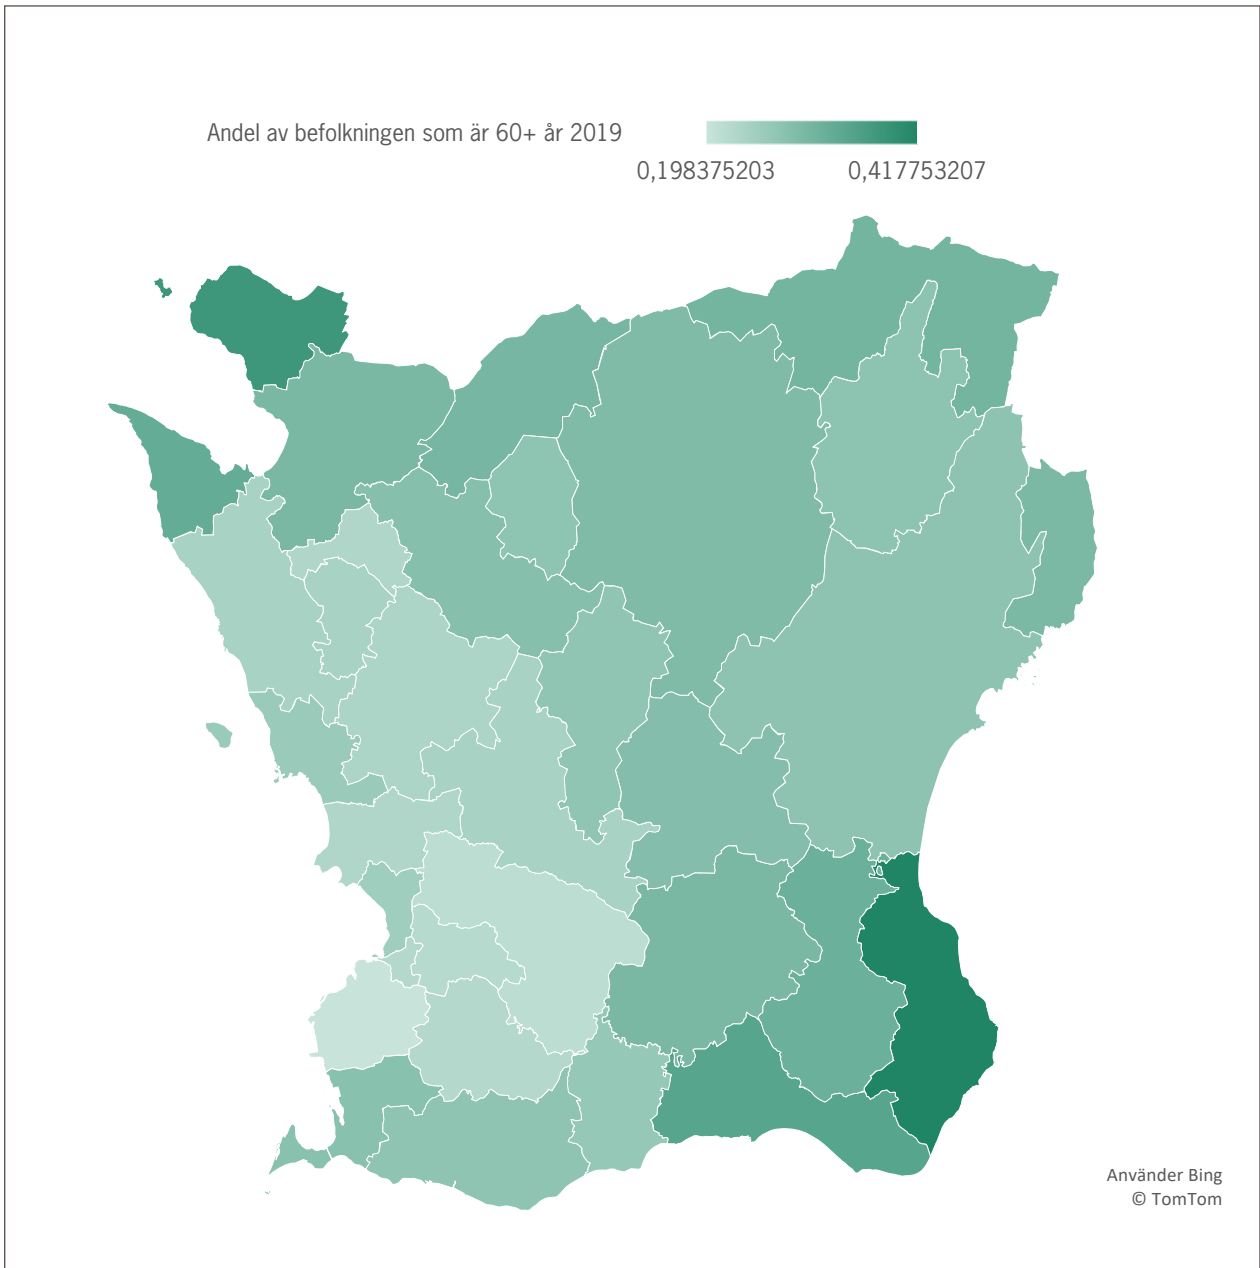 Andel av befolkningen som är 60+ år 2019
0,198375203 0,417753207
Använder Bing
© TomTom